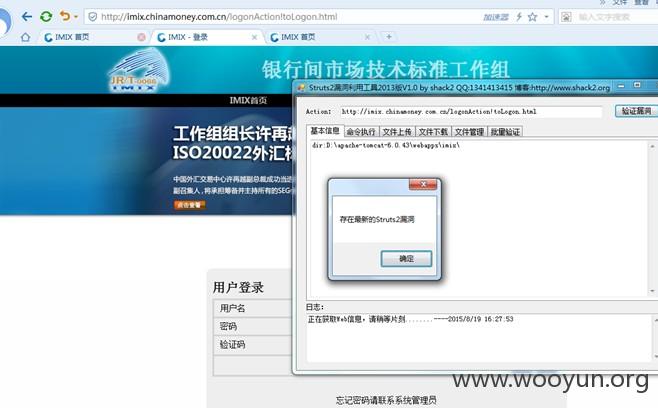 http://imix.chinamoney.com.cn/logonAction!toLogon.html
加速器
输入文字搜索
IMIX 首页
IMIX - 登录
IMIX 首页
JR/T-0066
IMIX
银行间市场技术标准工作组
IMIX首页
工作组组长许再越
ISO20022外汇标
中国外汇交易中心许再越副总裁成功当选
副召集人,将承担筹备并主持所有的SEG
点击查看
Struts2漏洞利用工具2013版V1.0 by shack2 QQ:1341413415 博客:http://www.shack2.org
Action:
http://imix.chinamoney.com.cn/logonAction!toLogon.html
验证漏洞
基本信息
命令执行
文件上传
文件下载
文件管理
批量验证
dir:D:\apache-tomcat-6.0.43\webapps\imix\
存在最新的Struts2漏洞
确定
用户登录
用户名
密码
验证码
日志:
正在获取Web信息,请稍等片刻........----2015/8/19 16:27:53
忘记密码请联系系统管理员
www.wooyun.org